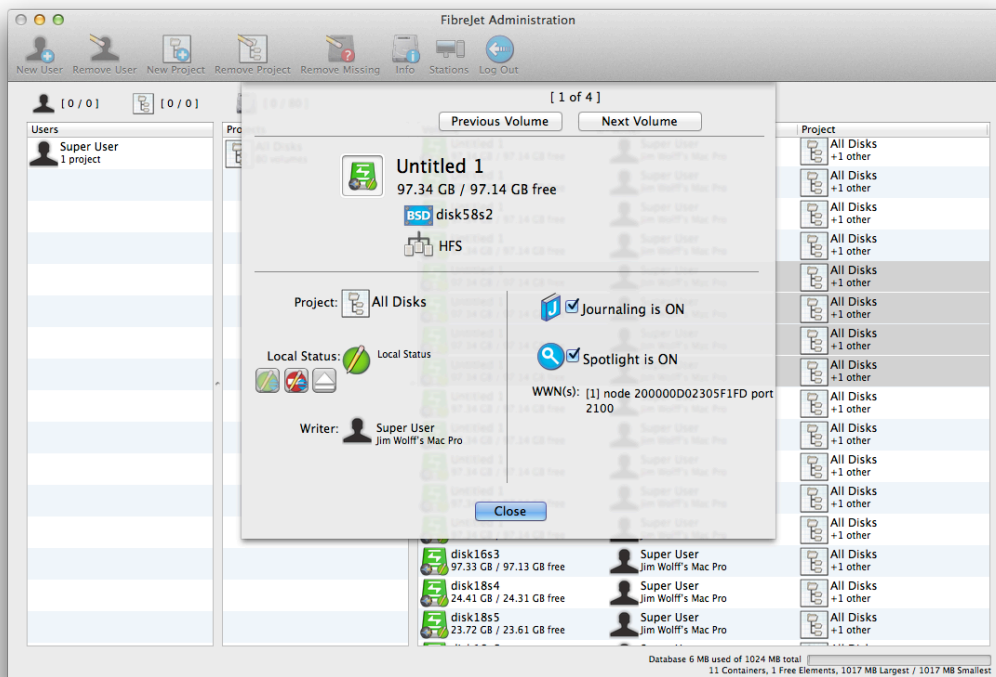 FibreJet Administration
New User
Remove User
New Project
Remove Project
Remove Missing
Info
Stations
Log Out
[ 0 / 0 ]
[ 0 / 0 ]
Users
Super User
1 project
[ 1 of 4 ]
Previous Volume
Next Volume
Untitled 1
97.34 GB / 97.14 GB free
BSD disk58s2
HFS
Project: All Disks
Local Status: Local Status
Writer: Super User
Jim Wolff's Mac Pro
J Journaling is ON
Spotlight is ON
WWN(s): [1] node 200000D02305F1FD port
2100
Close
disk16s3
97.33 GB / 97.13 GB free
Super User
Jim Wolff's Mac Pro
disk18s4
24.41 GB / 24.31 GB free
Super User
Jim Wolff's Mac Pro
disk18s5
23.72 GB / 23.61 GB free
Super User
Jim Wolff's Mac Pro
Project
All Disks
+1 other
All Disks
+1 other
All Disks
+1 other
All Disks
+1 other
All Disks
+1 other
All Disks
+1 other
All Disks
+1 other
All Disks
+1 other
All Disks
+1 other
All Disks
+1 other
All Disks
+1 other
All Disks
+1 other
All Disks
+1 other
All Disks
+1 other
All Disks
+1 other
All Disks
+1 other
Database 6 MB used of 1024 MB total
11 Containers, 1 Free Elements, 1017 MB Largest / 1017 MB Smallest